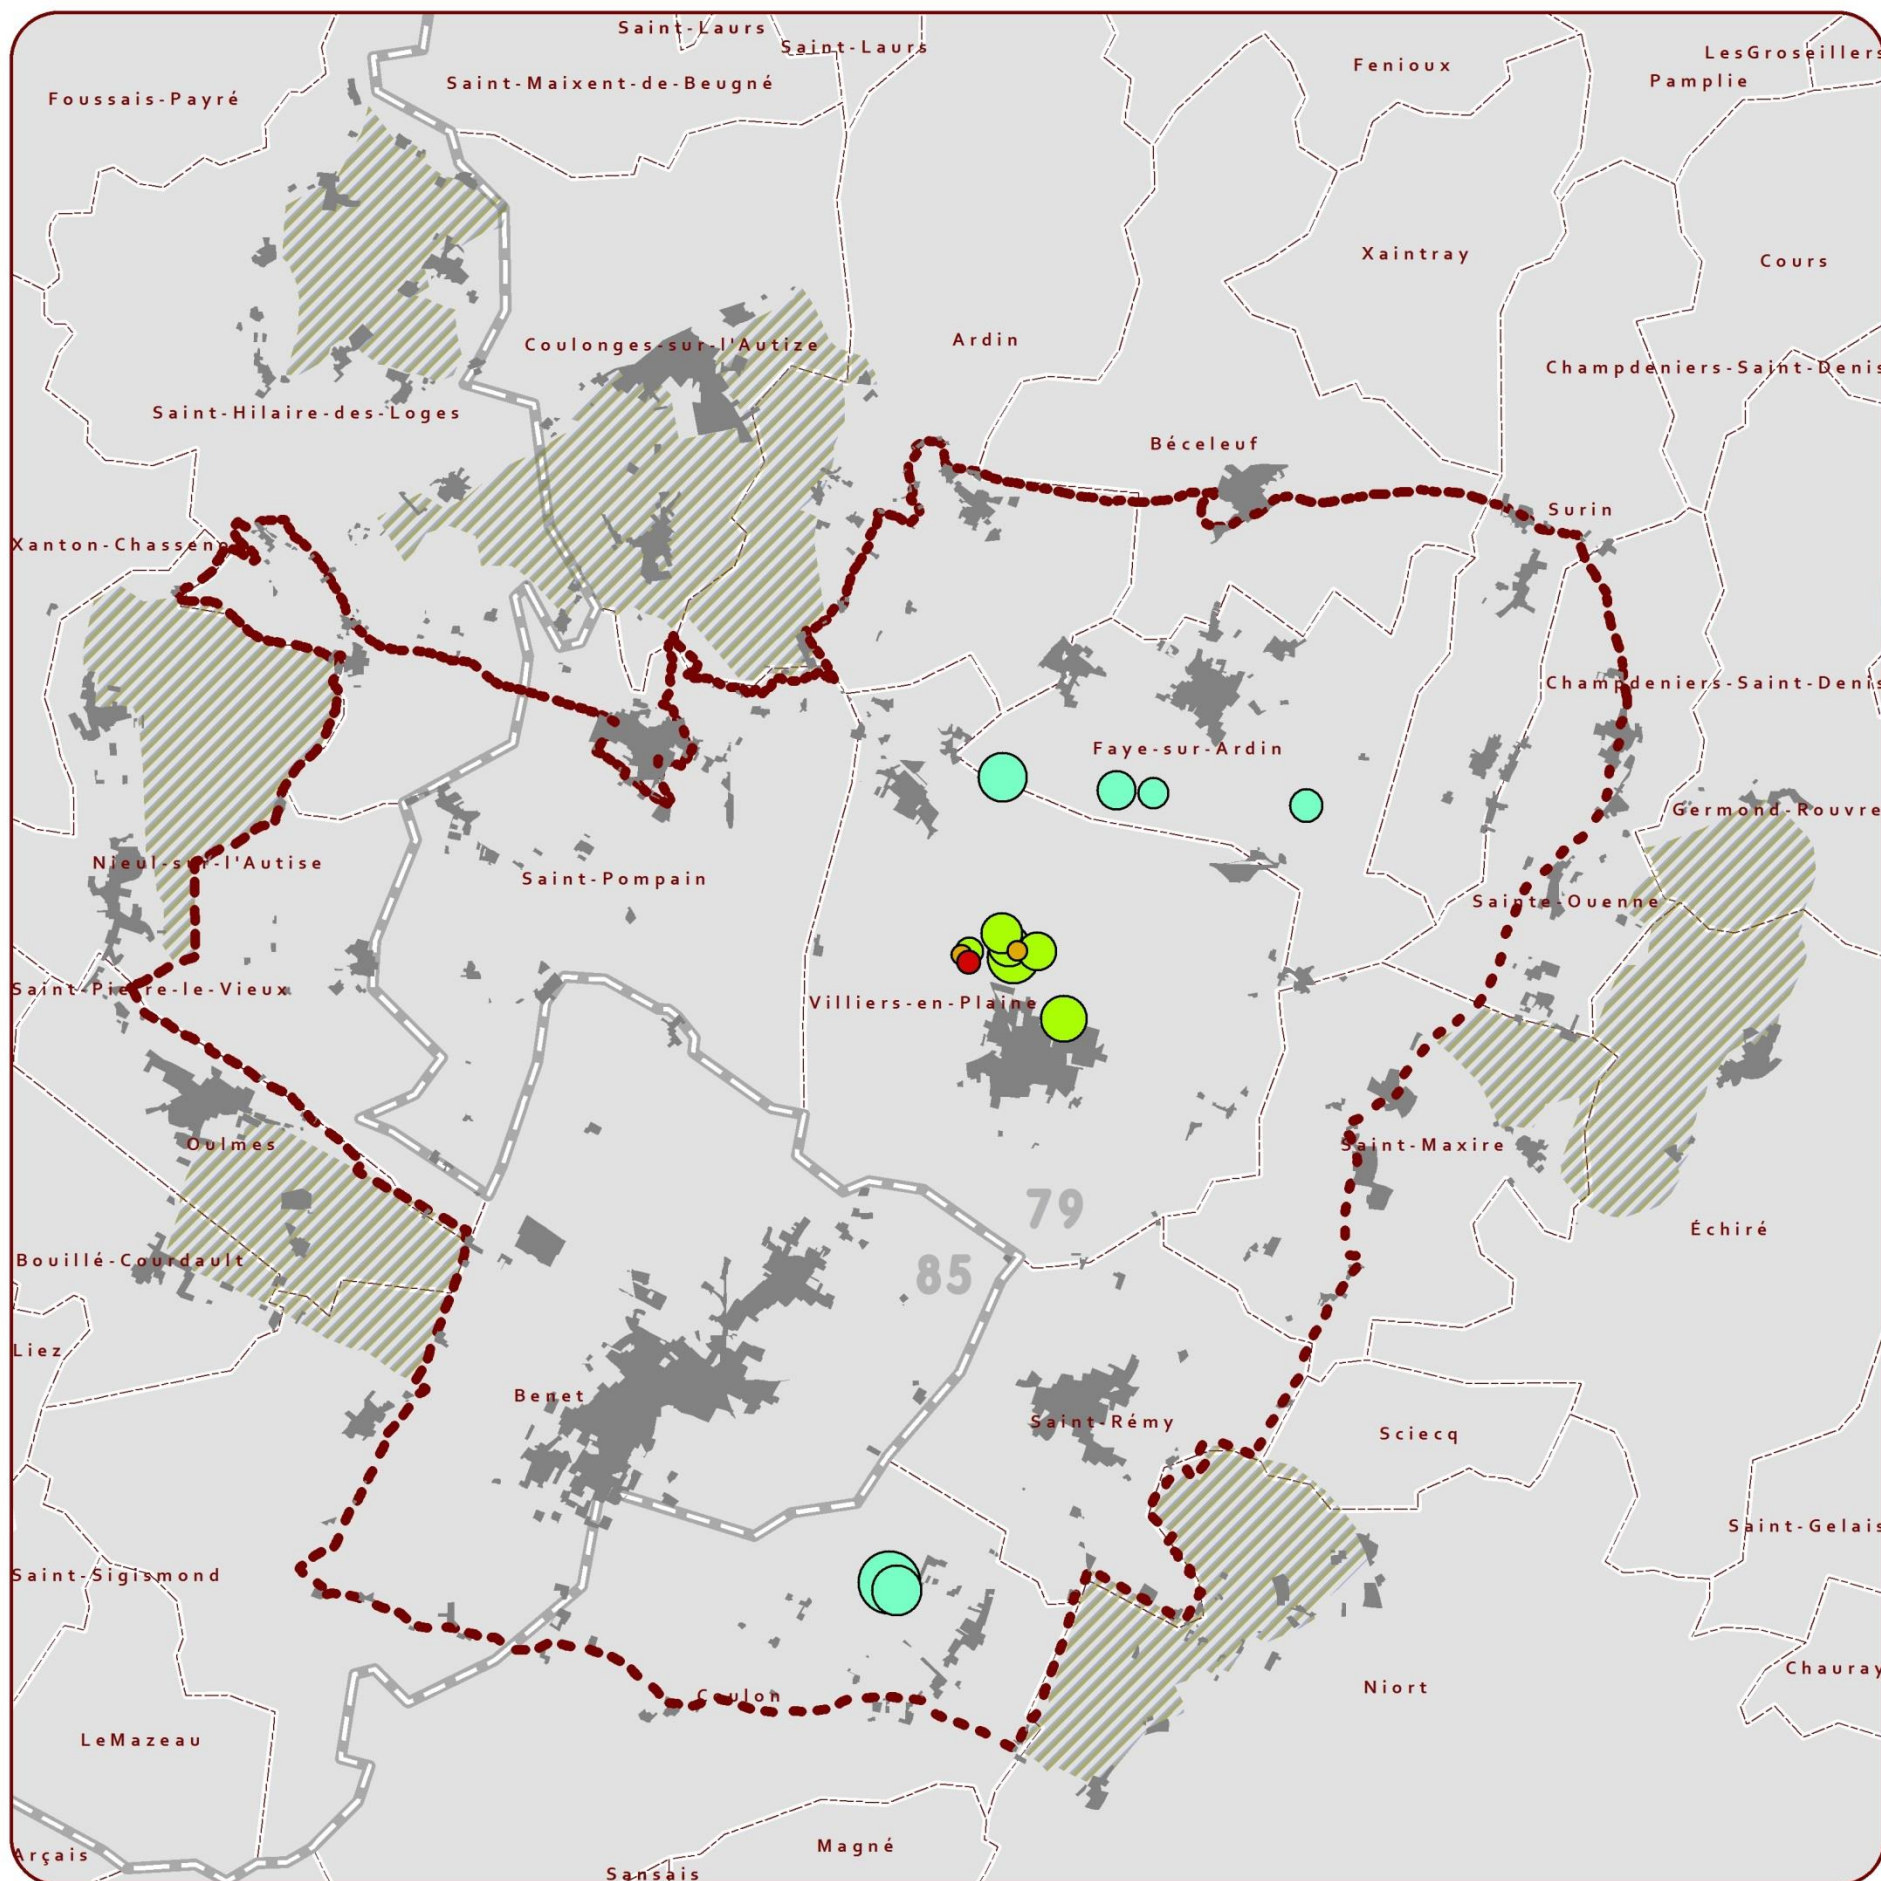 Saint-Laurs
Saint-Laurs
LesGroseillers
Fenioux
Pamplie
Saint-Maixent-de-Beugné
Foussais-Payré
Xaintray
Cours
Ardin
Coulonges-sur-l'Autize
Champdeniers-Saint-Denis
Saint-Hilaire-des-Loges
Béceleuf
Surin
Xanton-Chassenon
Champdeniers-Saint-Denis
Faye-sur-Ardin
Germond-Rouvre
Nieul-sur-l'Autise
Saint-Pompain
Sainte-Ouenne
Saint-Pierre-le-Vieux
Villiers-en-Plaine
Oulmes
Saint-Maxire
79
Échiré
Bouillé-Courdault
85
Liez
Benet
Saint-Rémy
Sciecq
Saint-Gelais
Saint-Sigismond
Chauray
Niort
Coulon
LeMazeau
Magné
Arçais
Sansais